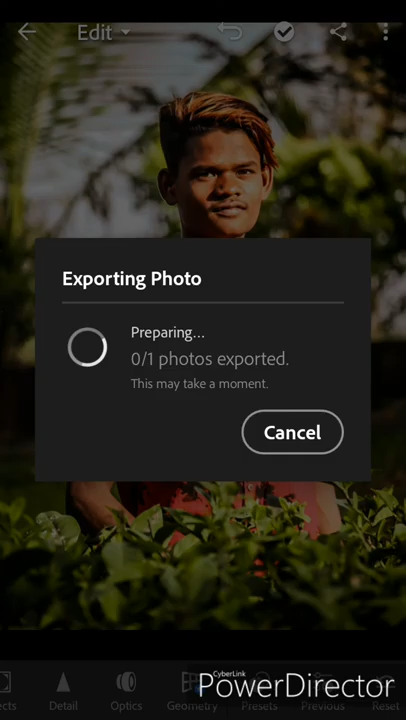 Edit
Exporting Photo
Preparing...
0/1 photos exported.
This may take a moment.
Cancel
CyberLink
PowerDirector
ects Detail Optics Geometry Presets Previous Reset